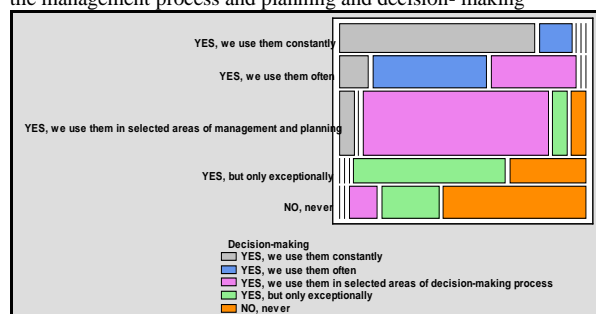 the management process and planning and decision- making
YES, we use them constantly
YES, we use them often
YES, we use them in selected areas of management and planning
YES, but only exceptionally
NO, never
Decision-making
YES, we use them constantly
YES, we use them often
YES, we use them in selected areas of decision-making process
YES, but only exceptionally
NO, never